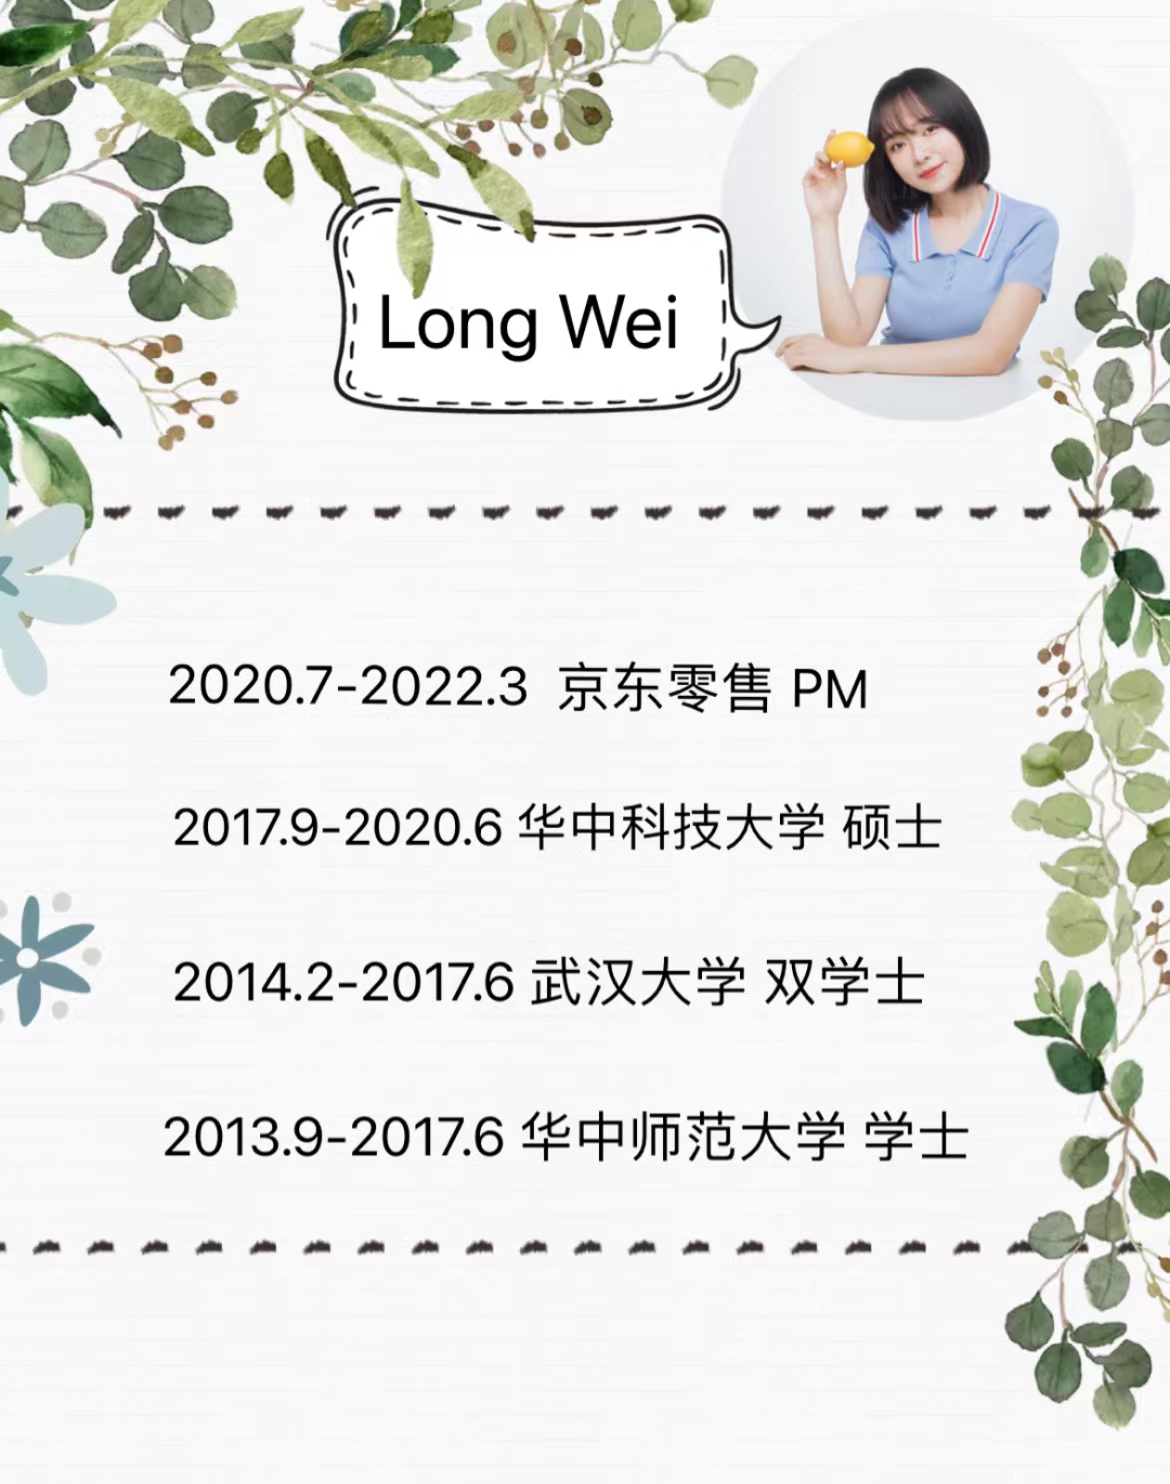 Long Wei
2020.7-2022.3 京东零售 PM
2017.9-2020.6 华中科技大学 硕士
2014.2-2017.6 武汉大学 双学士
2013.9-2017.6 华中师范大学 学士